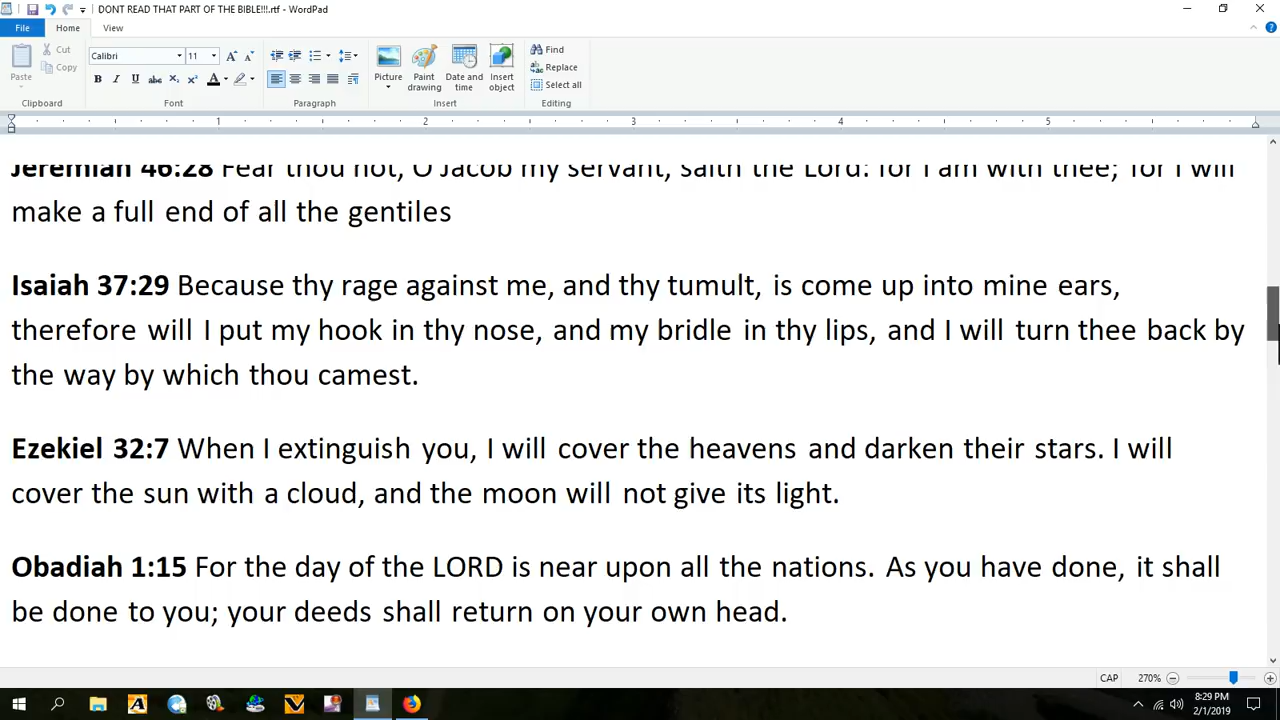 DONT READ THAT PART OF THE BIBLE!!!.rtf - WordPad
File Home View
Paste Cut Copy Clipboard
Calibri 11 Font
Paragraph
Picture Paint drawing Date and time Insert object Insert
Find Replace Select all Editing
1 2 3 4 5
Jeremiah 46:28 Fear thou not, O Jacob my servant, saith the Lord: for I am with thee; for I will
make a full end of all the gentiles
Isaiah 37:29 Because thy rage against me, and thy tumult, is come up into mine ears,
therefore will I put my hook in thy nose, and my bridle in thy lips, and I will turn thee back by
the way by which thou camest.
Ezekiel 32:7 When I extinguish you, I will cover the heavens and darken their stars. I will
cover the sun with a cloud, and the moon will not give its light.
Obadiah 1:15 For the day of the LORD is near upon all the nations. As you have done, it shall
be done to you; your deeds shall return on your own head.
CAP 270%
8:29 PM
2/1/2019